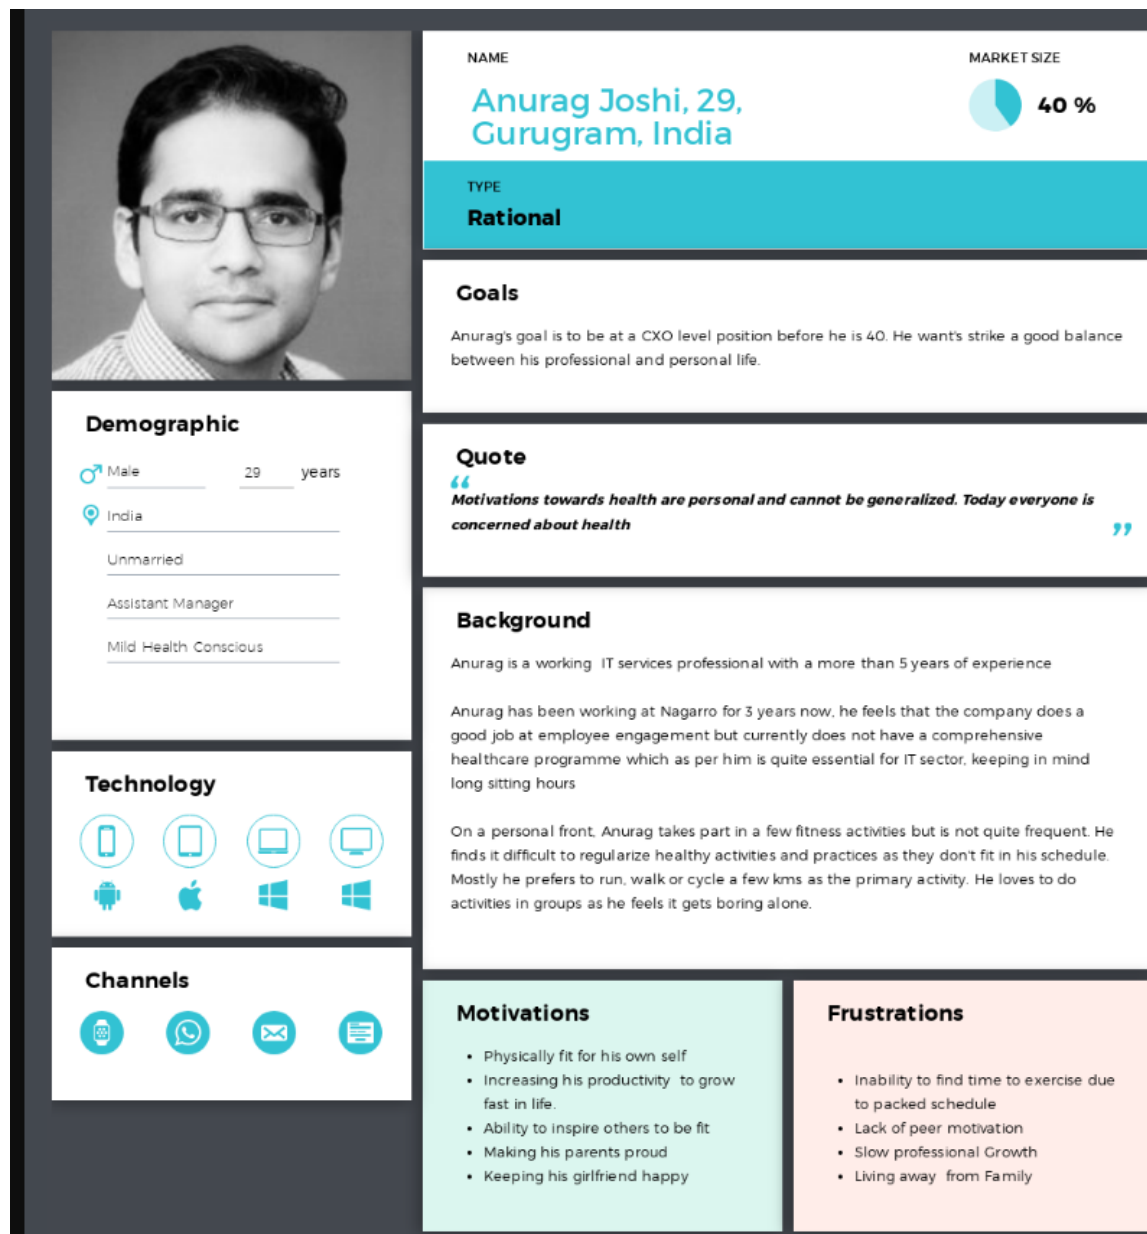 NAME
Anurag Joshi, 29,
Gurugram, India
MARKET SIZE
40 %
TYPE
Rational
Goals
Anurag's goal is to be at a CXO level position before he is 40. He want's strike a good balance
between his professional and personal life.
Quote
“
Motivations towards health are personal and cannot be generalized. Today everyone is
concerned about health
”
Background
Anurag is a working IT services professional with a more than 5 years of experience
Anurag has been working at Nagarro for 3 years now, he feels that the company does a
good job at employee engagement but currently does not have a comprehensive
healthcare programme which as per him is quite essential for IT sector, keeping in mind
long sitting hours
On a personal front, Anurag takes part in a few fitness activities but is not quite frequent. He
finds it difficult to regularize healthy activities and practices as they don't fit in his schedule.
Mostly he prefers to run, walk or cycle a few kms as the primary activity. He loves to do
activities in groups as he feels it gets boring alone.
Demographic
Male
29 years
India
Unmarried
Assistant Manager
Mild Health Conscious
Technology
Channels
Motivations
• Physically fit for his own self
• Increasing his productivity to grow
fast in life.
• Ability to inspire others to be fit
• Making his parents proud
• Keeping his girlfriend happy
Frustrations
• Inability to find time to exercise due
to packed schedule
• Lack of peer motivation
• Slow professional Growth
• Living away from Family